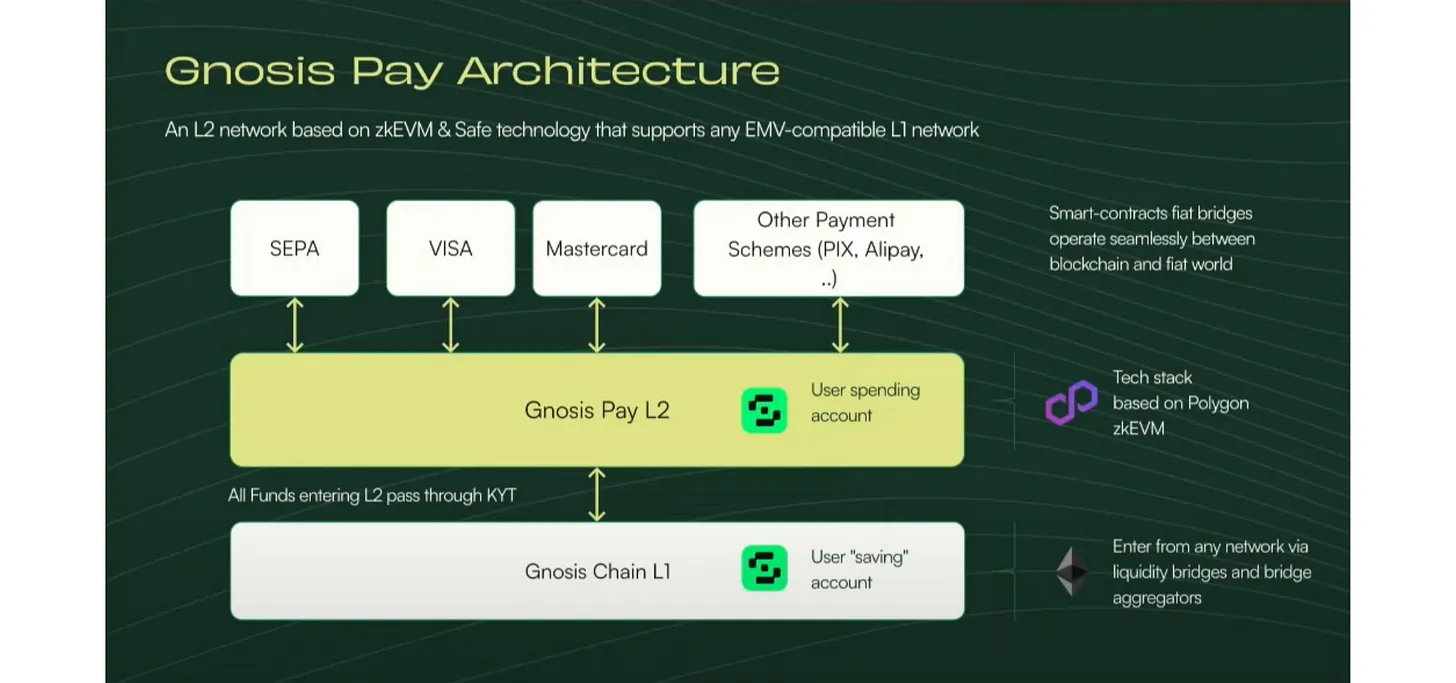 Gnosis Pay Architecture
An L2 network based on zkEVM & Safe technology that supports any EMV-compatible L1 network
SEPA
VISA
Mastercard
Other Payment
Schemes (PIX, Alipay,
..)
Smart-contracts fiat bridges
operate seamlessly between
blockchain and fiat world
Gnosis Pay L2
User spending
account
Tech stack
based on Polygon
zkEVM
All Funds entering L2 pass through KYT
Gnosis Chain L1
User "saving"
account
Enter from any network via
liquidity bridges and bridge
aggregators